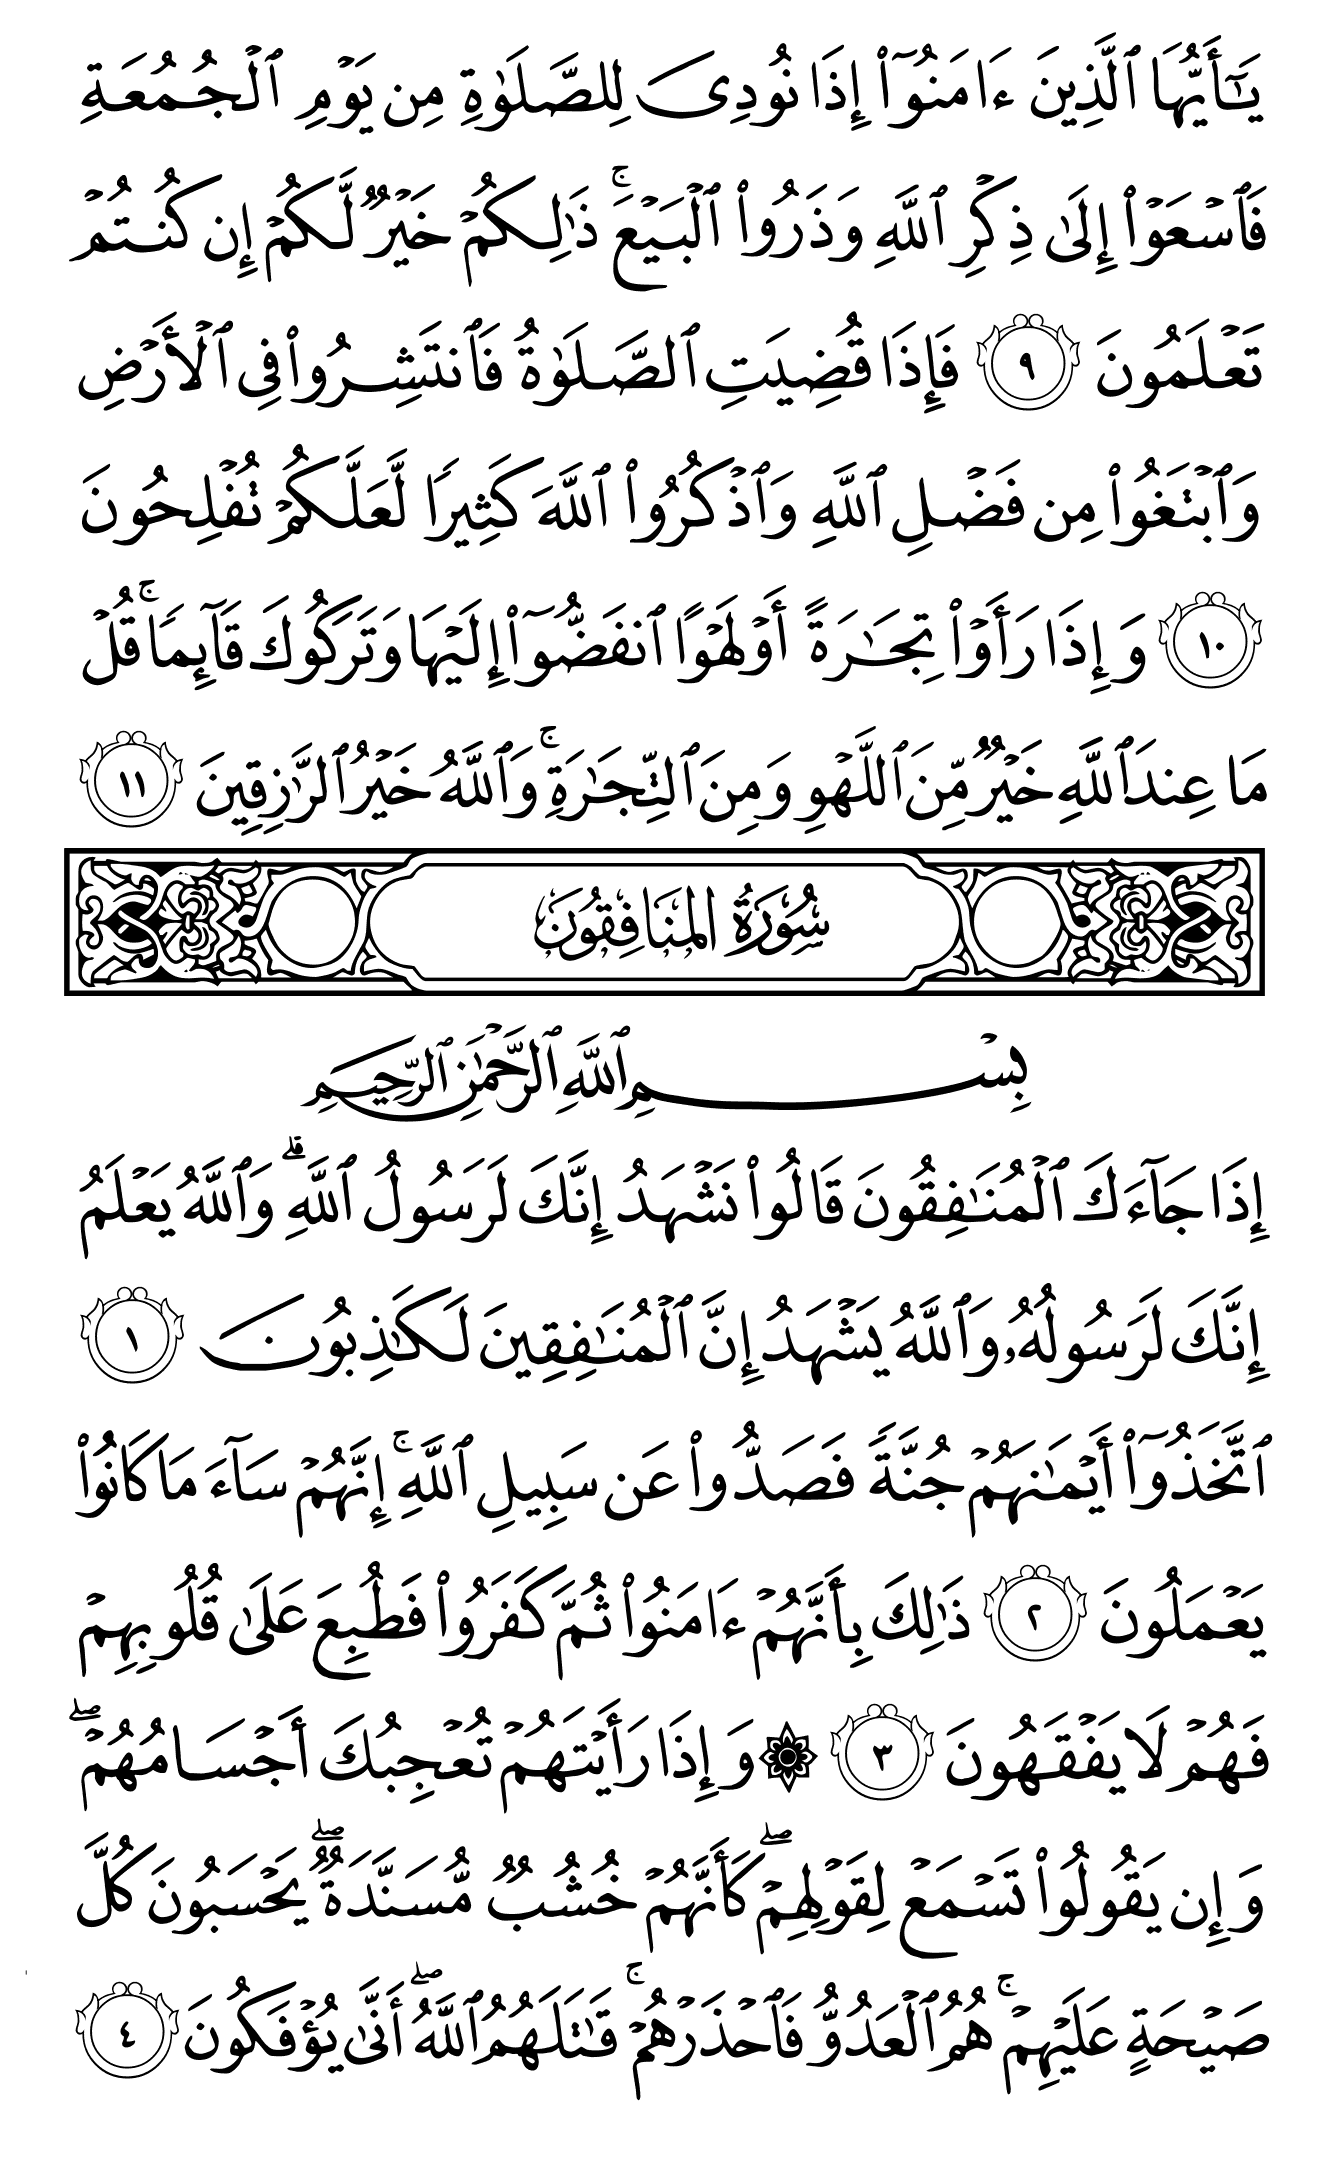 يَـٰٓأَيُّهَا ٱلَّذِينَ ءَامَنُوٓا۟ إِذَا نُودِىَ لِلصَّلَوٰةِ مِن يَوْمِ ٱلْجُمُعَةِ
فَٱسْعَوْا۟ إِلَىٰ ذِكْرِ ٱللَّهِ وَذَرُوا۟ ٱلْبَيْعَ ۚ ذَٰلِكُمْ خَيْرٌ لَّكُمْ إِن كُنتُمْ
تَعْلَمُونَ ٩ فَإِذَا قُضِيَتِ ٱلصَّلَوٰةُ فَٱنتَشِرُوا۟ فِى ٱلْأَرْضِ
وَٱبْتَغُوا۟ مِن فَضْلِ ٱللَّهِ وَٱذْكُرُوا۟ ٱللَّهَ كَثِيرًا لَّعَلَّكُمْ تُفْلِحُونَ
١٠ وَإِذَا رَأَوْا۟ تِجَـٰرَةً أَوْ لَهْوًا ٱنفَضُّوٓا۟ إِلَيْهَا وَتَرَكُوكَ قَآئِمًا ۚ قُلْ
مَا عِندَ ٱللَّهِ خَيْرٌ مِّنَ ٱللَّهْوِ وَمِنَ ٱلتِّجَـٰرَةِ ۚ وَٱللَّهُ خَيْرُ ٱلرَّٰزِقِينَ ١١
سُورَةُ المُنَافِقُونَ
بِسْمِ ٱللَّهِ ٱلرَّحْمَـٰنِ ٱلرَّحِيمِ
إِذَا جَآءَكَ ٱلْمُنَـٰفِقُونَ قَالُوا۟ نَشْهَدُ إِنَّكَ لَرَسُولُ ٱللَّهِ ۗ وَٱللَّهُ يَعْلَمُ
إِنَّكَ لَرَسُولُهُۥ وَٱللَّهُ يَشْهَدُ إِنَّ ٱلْمُنَـٰفِقِينَ لَكَـٰذِبُونَ ١
ٱتَّخَذُوٓا۟ أَيْمَـٰنَهُمْ جُنَّةً فَصَدُّوا۟ عَن سَبِيلِ ٱللَّهِ ۚ إِنَّهُمْ سَآءَ مَا كَانُوا۟
يَعْمَلُونَ ٢ ذَٰلِكَ بِأَنَّهُمْ ءَامَنُوا۟ ثُمَّ كَفَرُوا۟ فَطُبِعَ عَلَىٰ قُلُوبِهِمْ
فَهُمْ لَا يَفْقَهُونَ ٣ ۞ وَإِذَا رَأَيْتَهُمْ تُعْجِبُكَ أَجْسَامُهُمْ ۖ
وَإِن يَقُولُوا۟ تَسْمَعْ لِقَوْلِهِمْ ۖ كَأَنَّهُمْ خُشُبٌ مُّسَنَّدَةٌ ۖ يَحْسَبُونَ كُلَّ
صَيْحَةٍ عَلَيْهِمْ ۚ هُمُ ٱلْعَدُوُّ فَٱحْذَرْهُمْ ۚ قَـٰتَلَهُمُ ٱللَّهُ ۖ أَنَّىٰ يُؤْفَكُونَ ٤